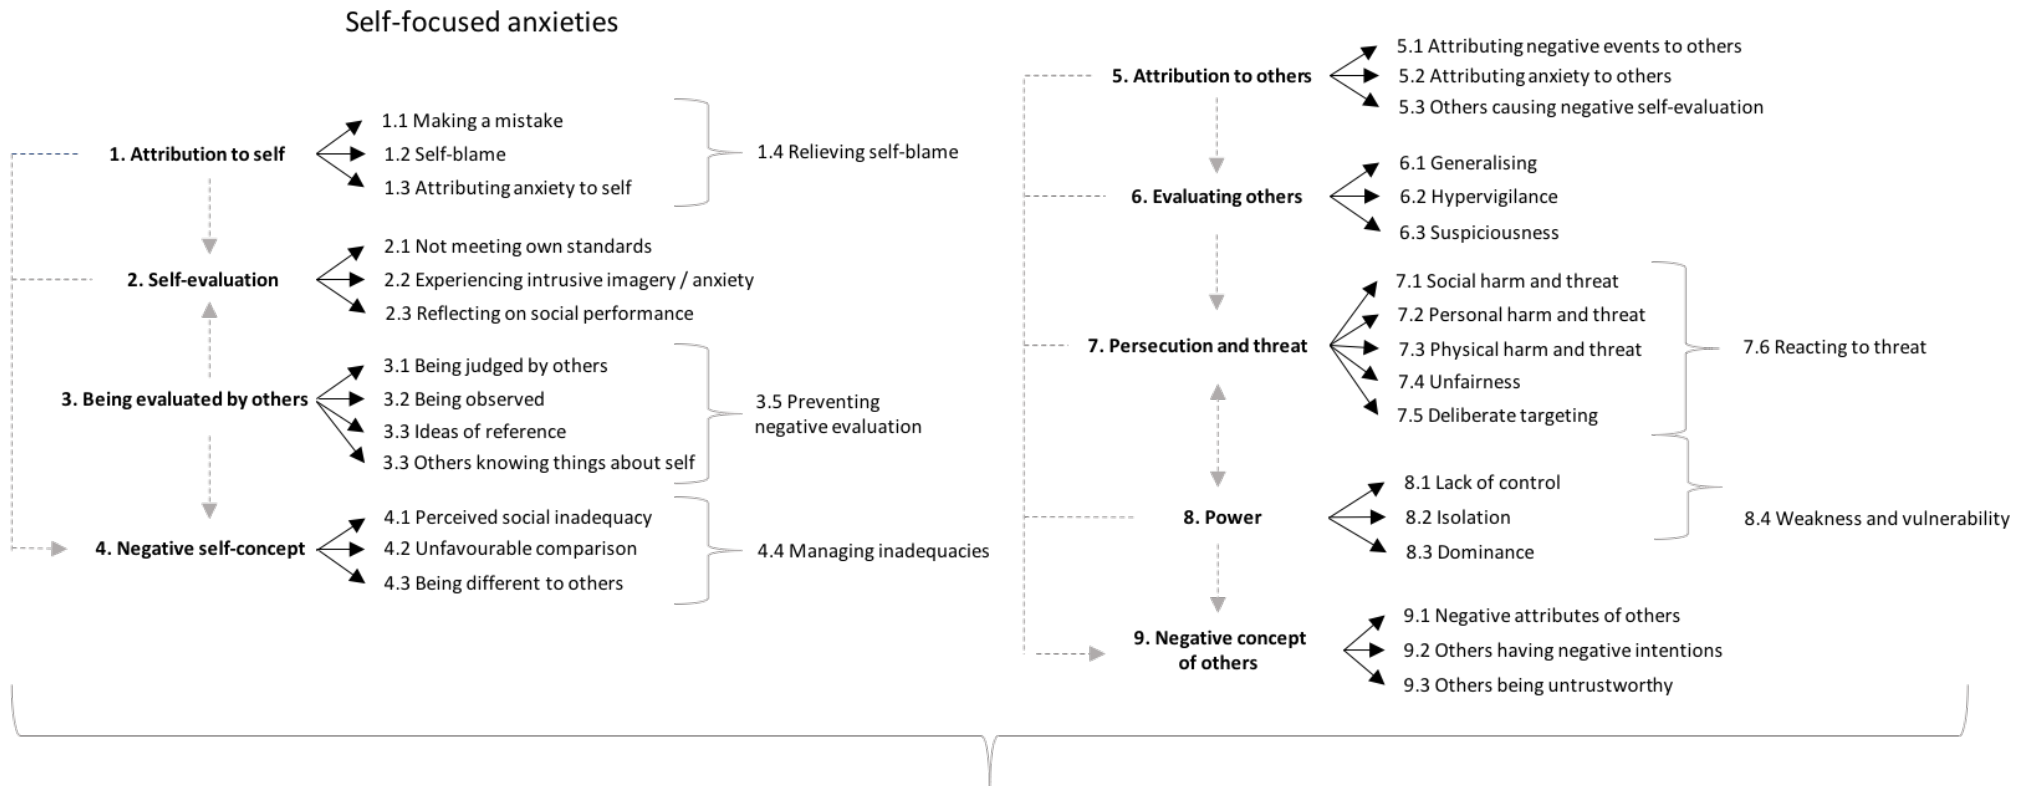 Self-focused anxieties
1. Attribution to self
1.1 Making a mistake
1.2 Self-blame
1.3 Attributing anxiety to self
1.4 Relieving self-blame
2. Self-evaluation
2.1 Not meeting own standards
2.2 Experiencing intrusive imagery / anxiety
2.3 Reflecting on social performance
3. Being evaluated by others
3.1 Being judged by others
3.2 Being observed
3.3 Ideas of reference
3.3 Others knowing things about self
3.5 Preventing
negative evaluation
4. Negative self-concept
4.1 Perceived social inadequacy
4.2 Unfavourable comparison
4.3 Being different to others
4.4 Managing inadequacies
5. Attribution to others
5.1 Attributing negative events to others
5.2 Attributing anxiety to others
5.3 Others causing negative self-evaluation
6. Evaluating others
6.1 Generalising
6.2 Hypervigilance
6.3 Suspiciousness
7. Persecution and threat
7.1 Social harm and threat
7.2 Personal harm and threat
7.3 Physical harm and threat
7.4 Unfairness
7.5 Deliberate targeting
7.6 Reacting to threat
8. Power
8.1 Lack of control
8.2 Isolation
8.3 Dominance
8.4 Weakness and vulnerability
9. Negative concept
of others
9.1 Negative attributes of others
9.2 Others having negative intentions
9.3 Others being untrustworthy